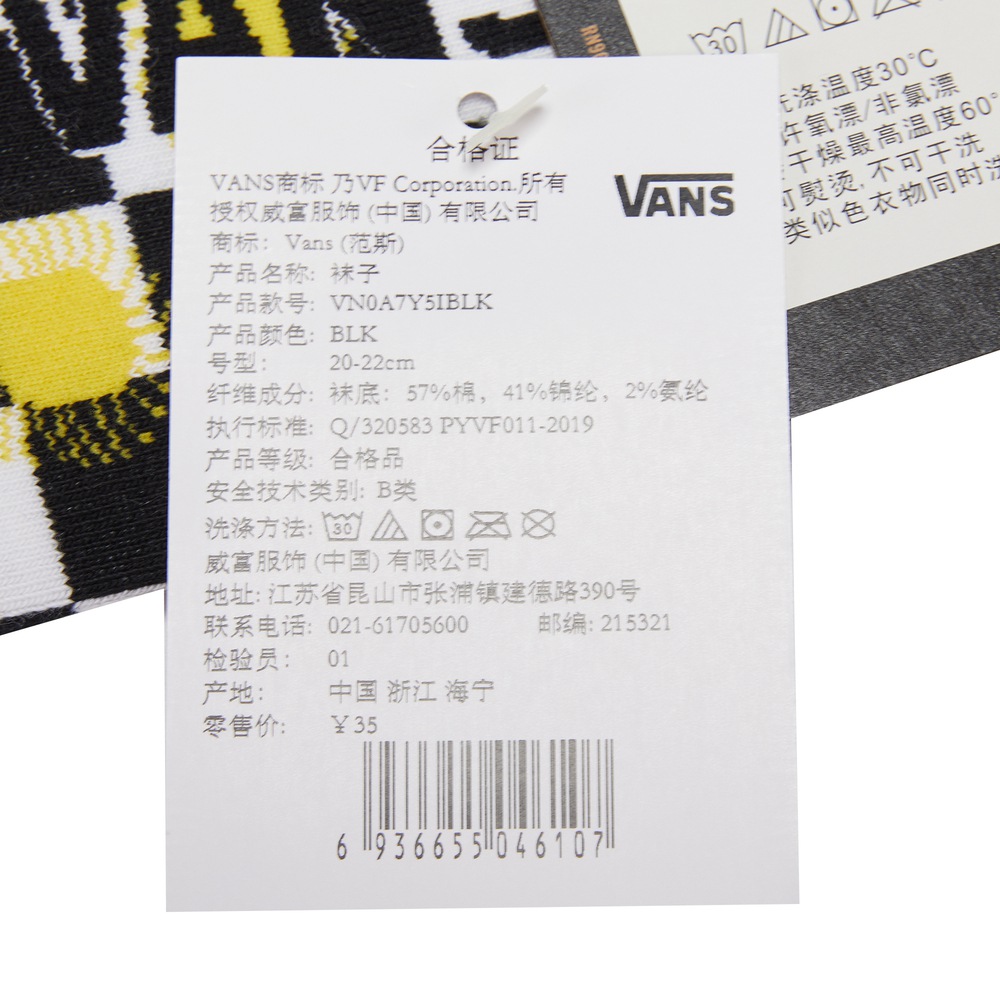 VANS
RN9
30
洗涤温度30°C
许氧漂/非氯漂
干燥最高温度60°
可熨烫,不可干洗
类似色衣物同时洗
合格证
VANS商标 乃VF Corporation.所有
授权威富服饰 (中国) 有限公司
VANS
商标: Vans (范斯)
产品名称: 袜子
产品款号: VN0A7Y5IBLK
产品颜色: BLK
号型: 20-22cm
纤维成分: 袜底: 57%棉, 41%锦纶, 2%氨纶
执行标准: Q/320583 PYVF011-2019
产品等级: 合格品
安全技术类别: B类
洗涤方法: 30
威富服饰 (中国) 有限公司
地址: 江苏省昆山市张浦镇建德路390号
联系电话: 021-61705600 邮编: 215321
检验员: 01
产地: 中国 浙江 海宁
零售价: ¥35
6 936655 046107